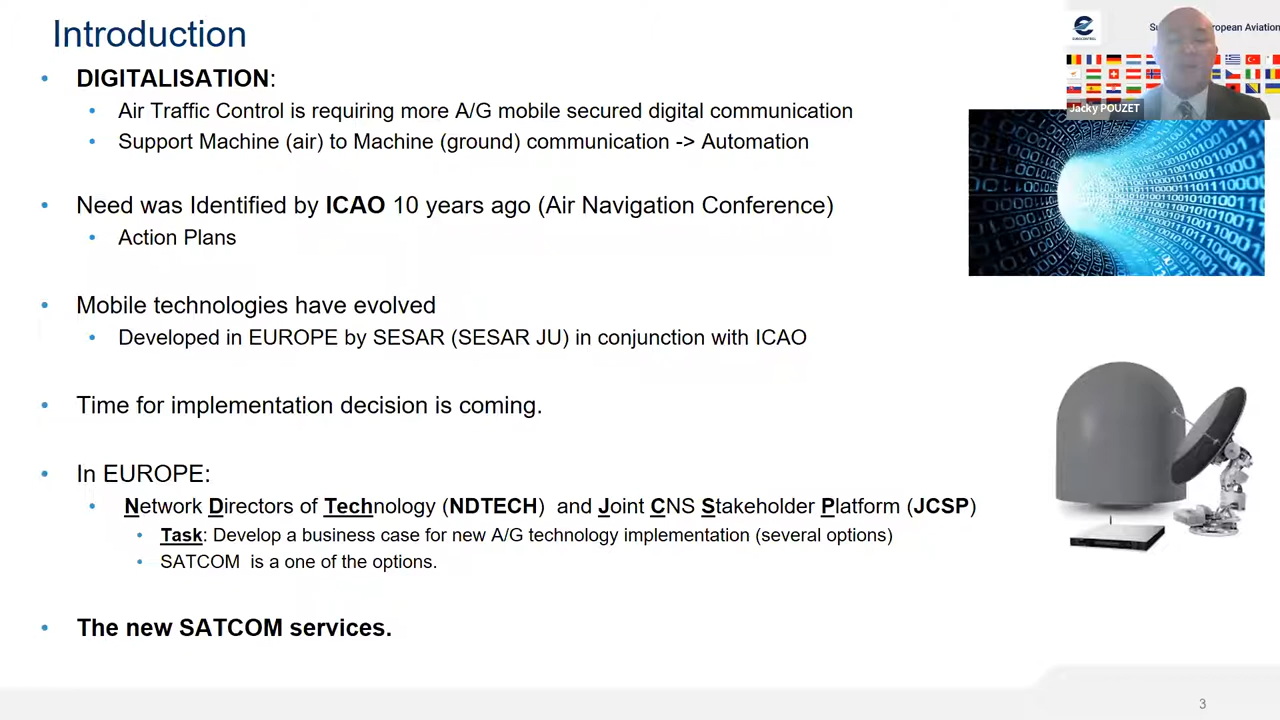 Introduction
DIGITALISATION:
Air Traffic Control is requiring more A/G mobile secured digital communication
Support Machine (air) to Machine (ground) communication -> Automation
Need was Identified by ICAO 10 years ago (Air Navigation Conference)
Action Plans
Mobile technologies have evolved
Developed in EUROPE by SESAR (SESAR JU) in conjunction with ICAO
Time for implementation decision is coming.
In EUROPE:
Network Directors of Technology (NDTECH) and Joint CNS Stakeholder Platform (JCSP)
Task: Develop a business case for new A/G technology implementation (several options)
SATCOM is a one of the options.
The new SATCOM services.
EUROCONTROL
Aviation
Jacky POUZET
3